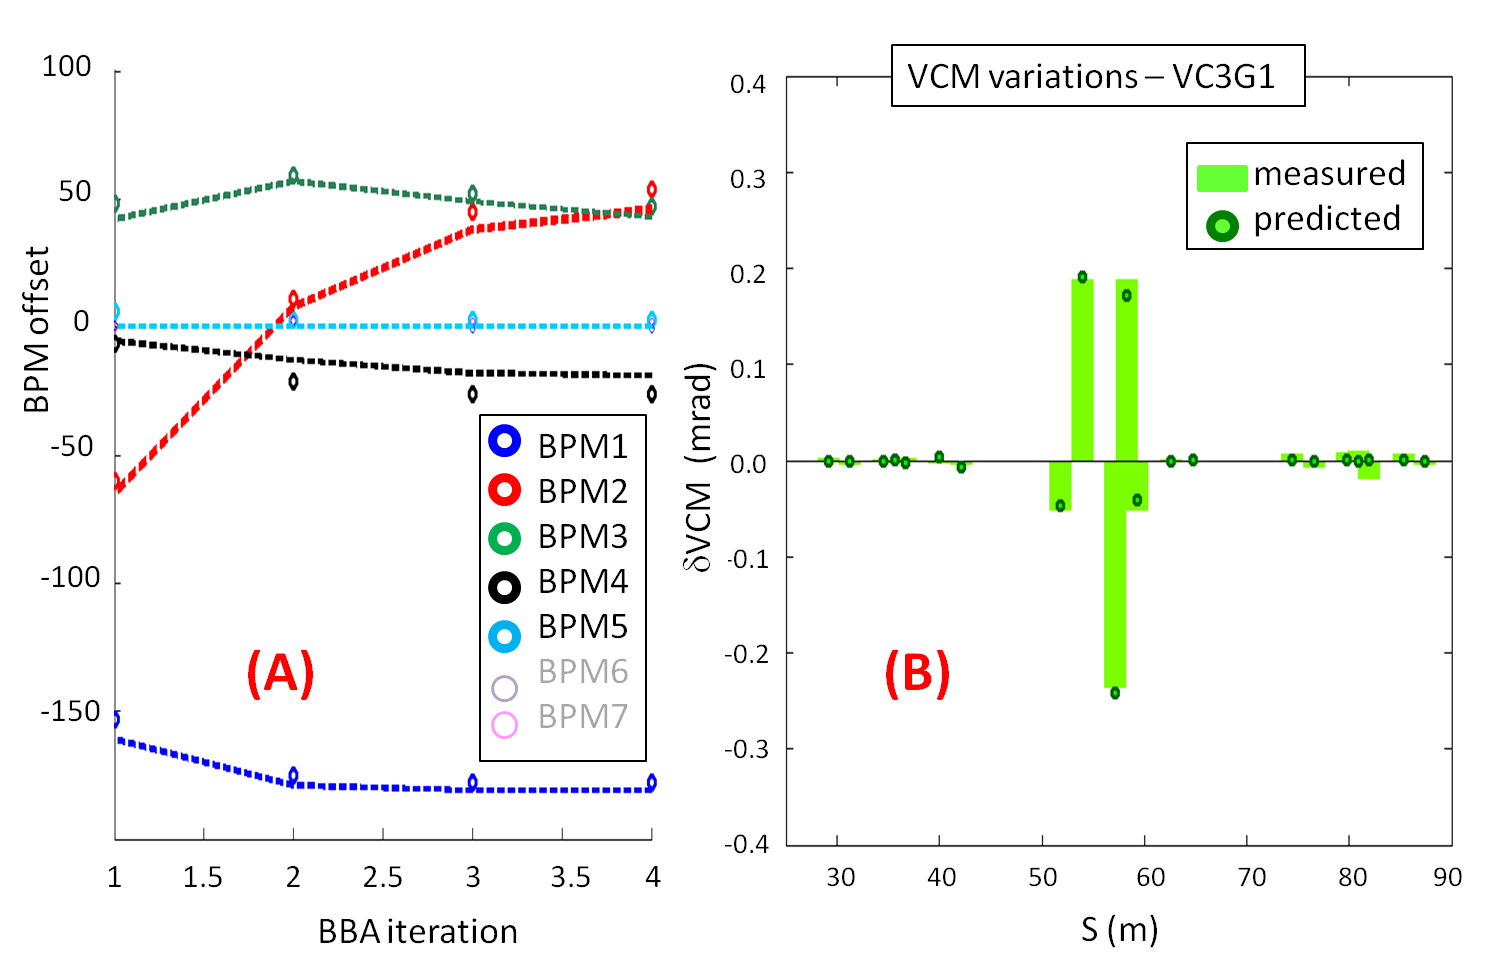 100
50
0
-50
-100
-150
BPM offset
1
1.5
2
2.5
3
3.5
4
BBA iteration
BPM1
BPM2
BPM3
BPM4
BPM5
BPM6
BPM7
(A)
VCM variations – VC3G1
measured
predicted
0.4
0.3
0.2
0.1
0.0
-0.1
-0.2
-0.3
-0.4
δVCM (mrad)
(B)
30
40
50
60
70
80
90
S (m)